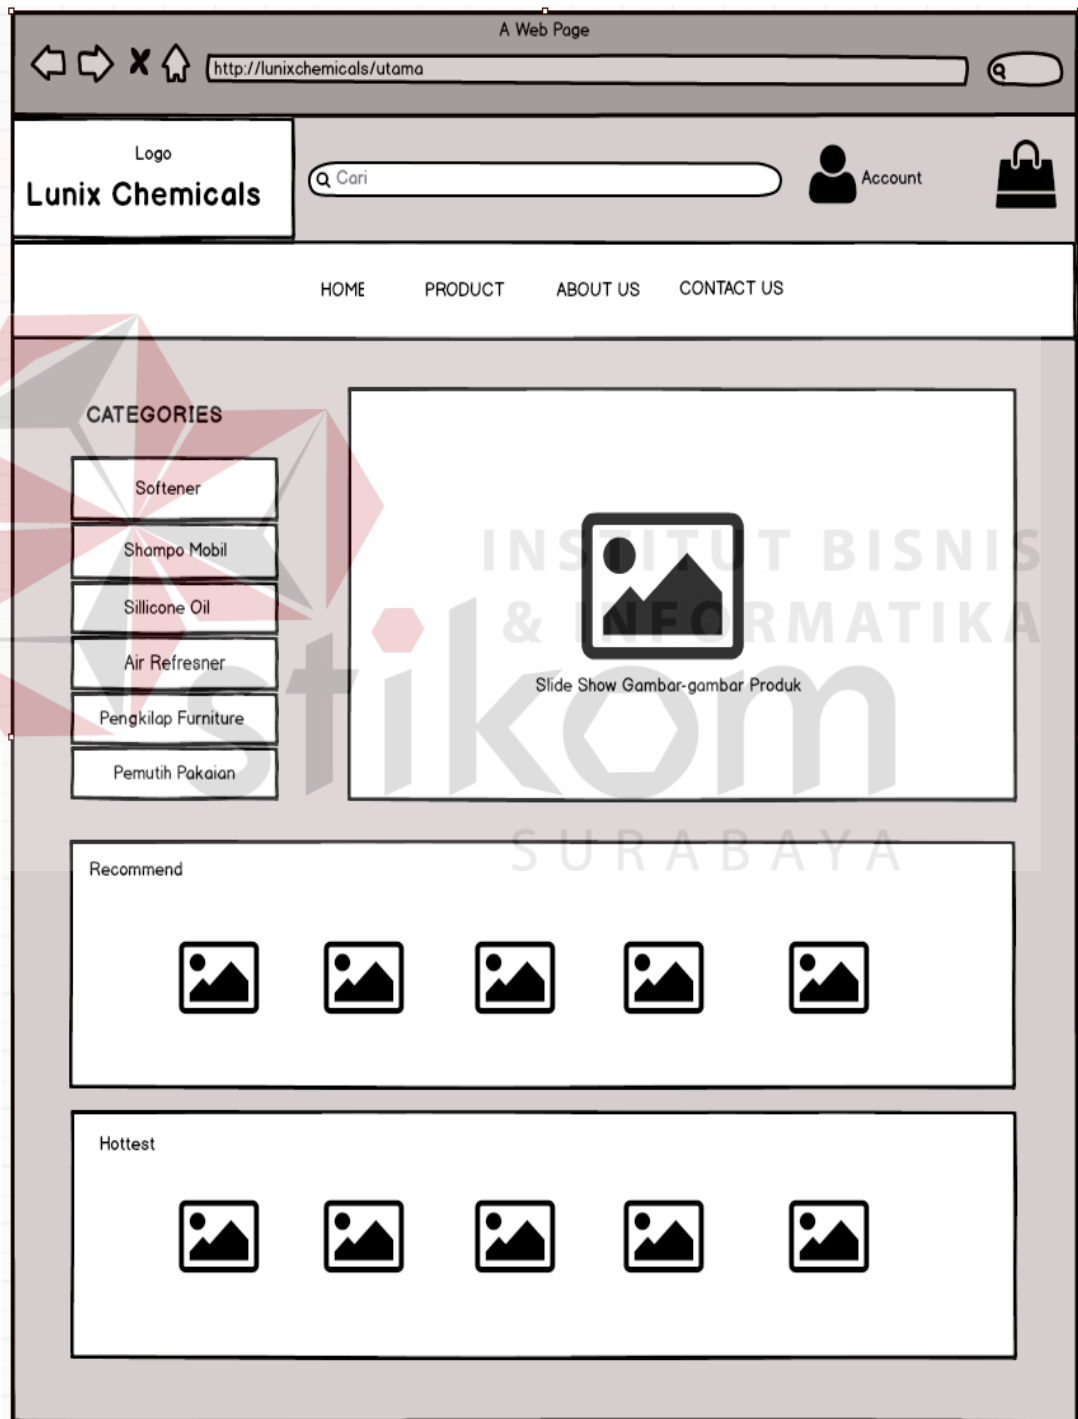 A Web Page
http://lunixchemicals/utama
Logo
Lunix Chemicals
Cari
Account
HOME PRODUCT ABOUT US CONTACT US
CATEGORIES
Softener
Shampo Mobil
Sillicone Oil
Air Refresner
Pengkilap Furniture
Pemutih Pakaian
Slide Show Gambar-gambar Produk
INSTITUT BISNIS
& INFORMATIKA
stikom
SURABAYA
Recommend
Hottest